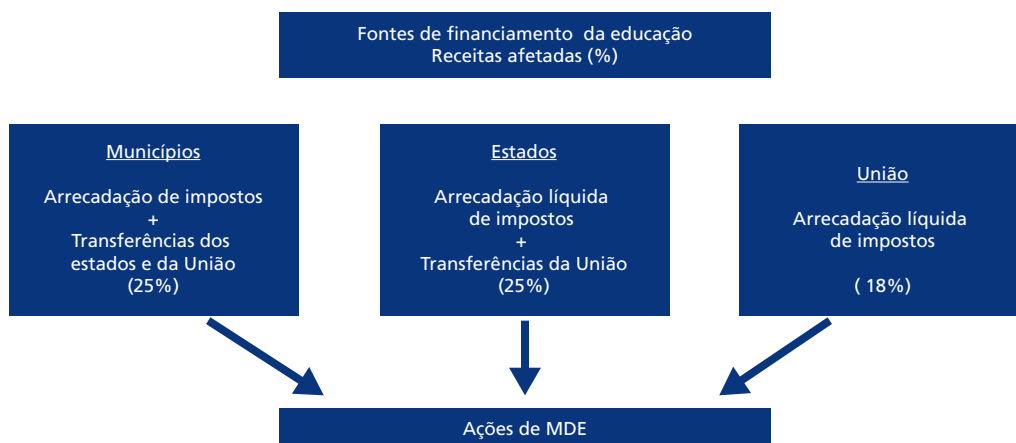 Fontes de financiamento da educação
Receitas afetadas (%)
Municípios
Arrecadação de impostos
+
Transferências dos
estados e da União
(25%)
Estados
Arrecadação líquida
de impostos
+
Transferências da União
(25%)
União
Arrecadação líquida
de impostos
( 18%)
Ações de MDE